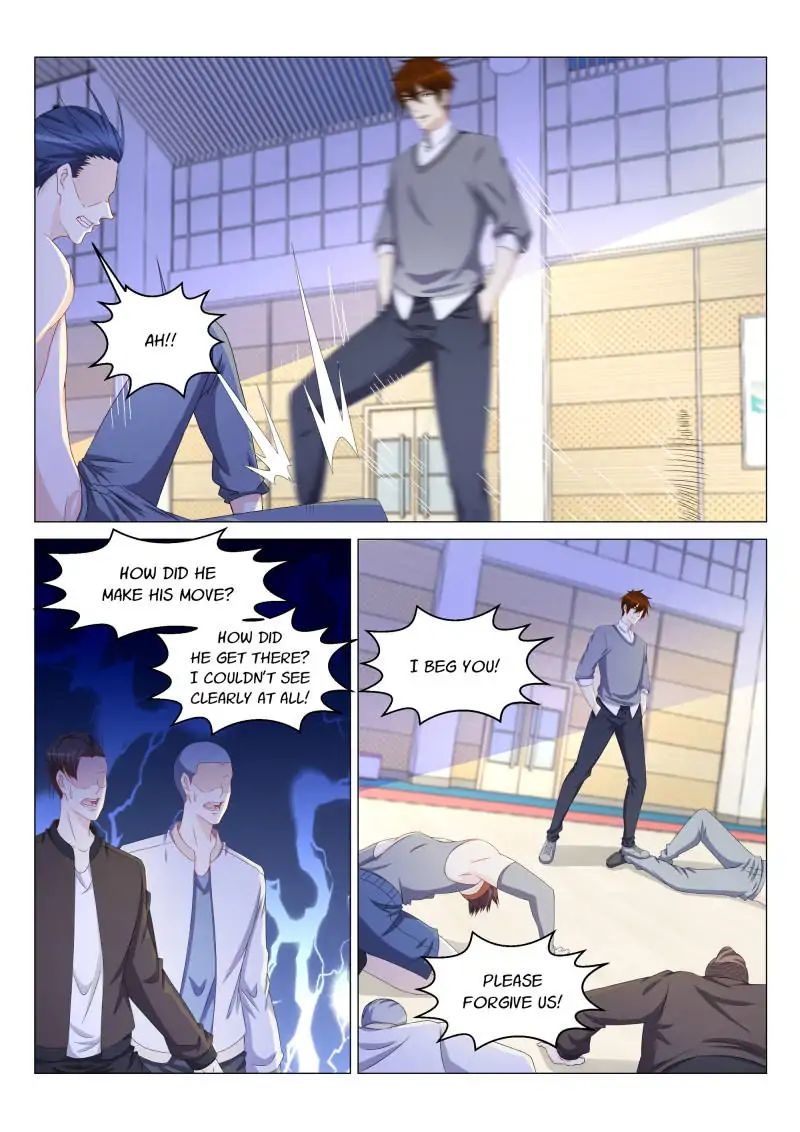 AH!!
HOW DID HE
MAKE HIS MOVE?
HOW DID
HE GET THERE?
I COULDN'T SEE
CLEARLY AT ALL!
I BEG YOU!
PLEASE
FORGIVE US!